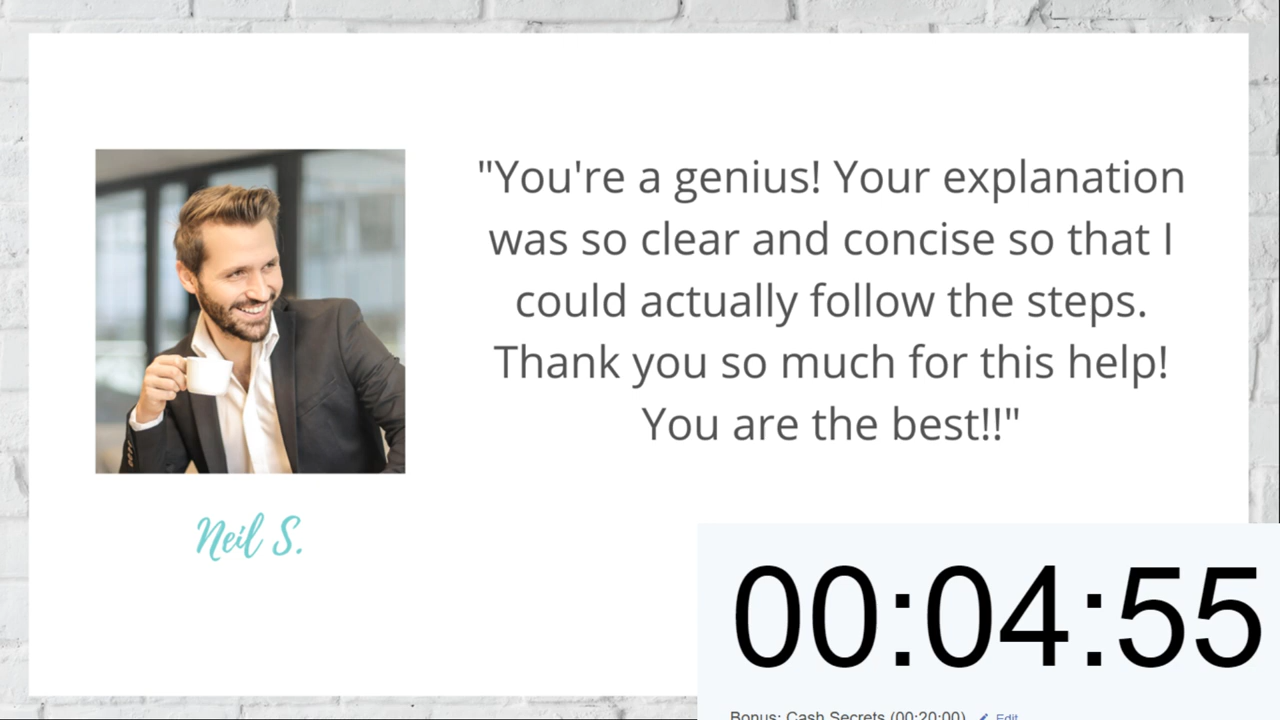 "You're a genius! Your explanation
was so clear and concise so that I
could actually follow the steps.
Thank you so much for this help!
You are the best!!"
Neil S.
00:04:55
Bonus: Cash Secrets (00:20:00) Edit